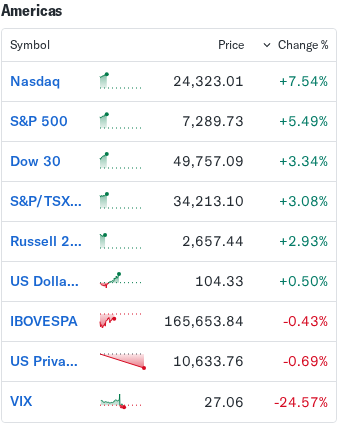 Americas
Symbol Price Change %
Nasdaq 24,323.01 +7.54%
S&P 500 7,289.73 +5.49%
Dow 30 49,757.09 +3.34%
S&P/TSX... 34,213.10 +3.08%
Russell 2... 2,657.44 +2.93%
US Dolla... 104.33 +0.50%
IBOVESPA 165,653.84 -0.43%
US Priva... 10,633.76 -0.69%
VIX 27.06 -24.57%